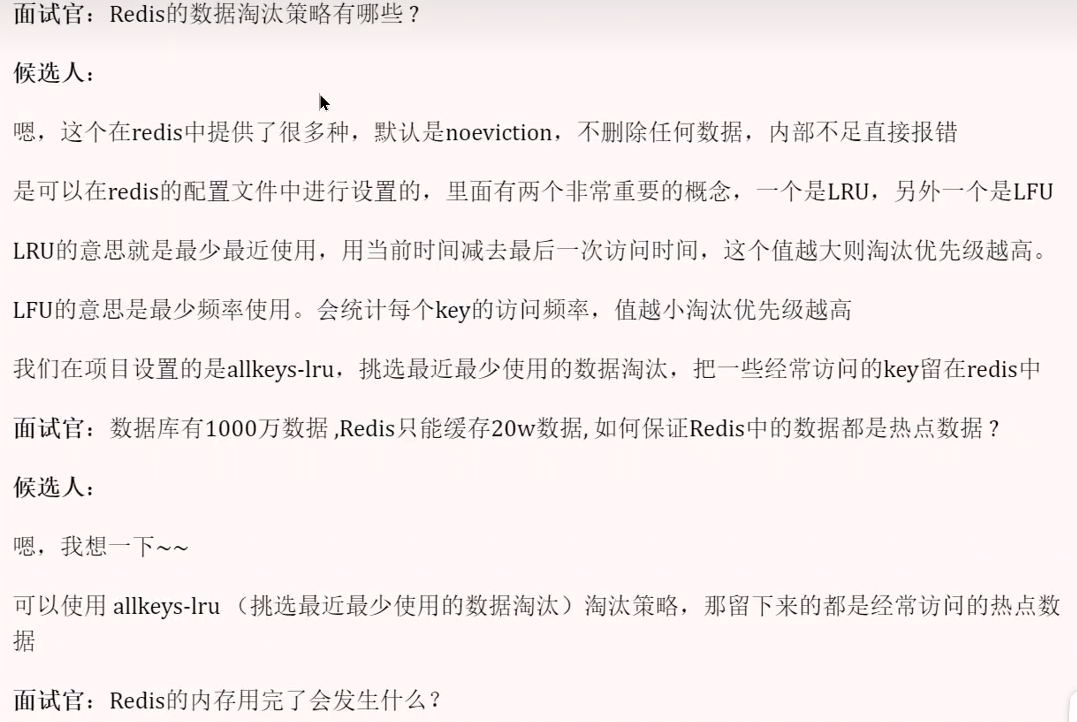 面试官：Redis的数据淘汰策略有哪些？
候选人：
嗯，这个在redis中提供了很多种，默认是noeviction，不删除任何数据，内部不足直接报错
是可以在redis的配置文件中进行设置的，里面有两个非常重要的概念，一个是LRU，另外一个是LFU
LRU的意思就是最少最近使用，用当前时间减去最后一次访问时间，这个值越大则淘汰优先级越高。
LFU的意思是最少频率使用。会统计每个key的访问频率，值越小淘汰优先级越高
我们在项目设置的是allkeys-lru，挑选最近最少使用的数据淘汰，把一些经常访问的key留在redis中
面试官：数据库有1000万数据 ,Redis只能缓存20w数据, 如何保证Redis中的数据都是热点数据？
候选人：
嗯，我想一下~~
可以使用 allkeys-lru （挑选最近最少使用的数据淘汰）淘汰策略，那留下来的都是经常访问的热点数
据
面试官：Redis的内存用完了会发生什么？